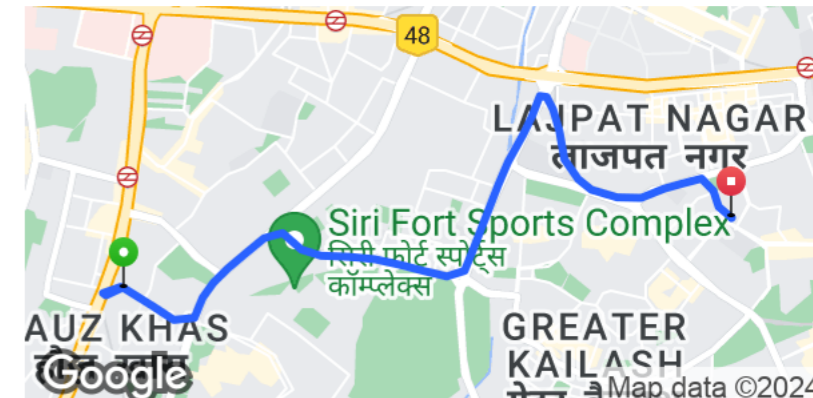 48
LAJPAT NAGAR
लाजपत नगर
Siri Fort Sports Complex
सिरी फोर्ट स्पोर्ट्स
कॉम्प्लेक्स
AUZ KHAS
GREATER
KAILASH
Google
Map data ©2024